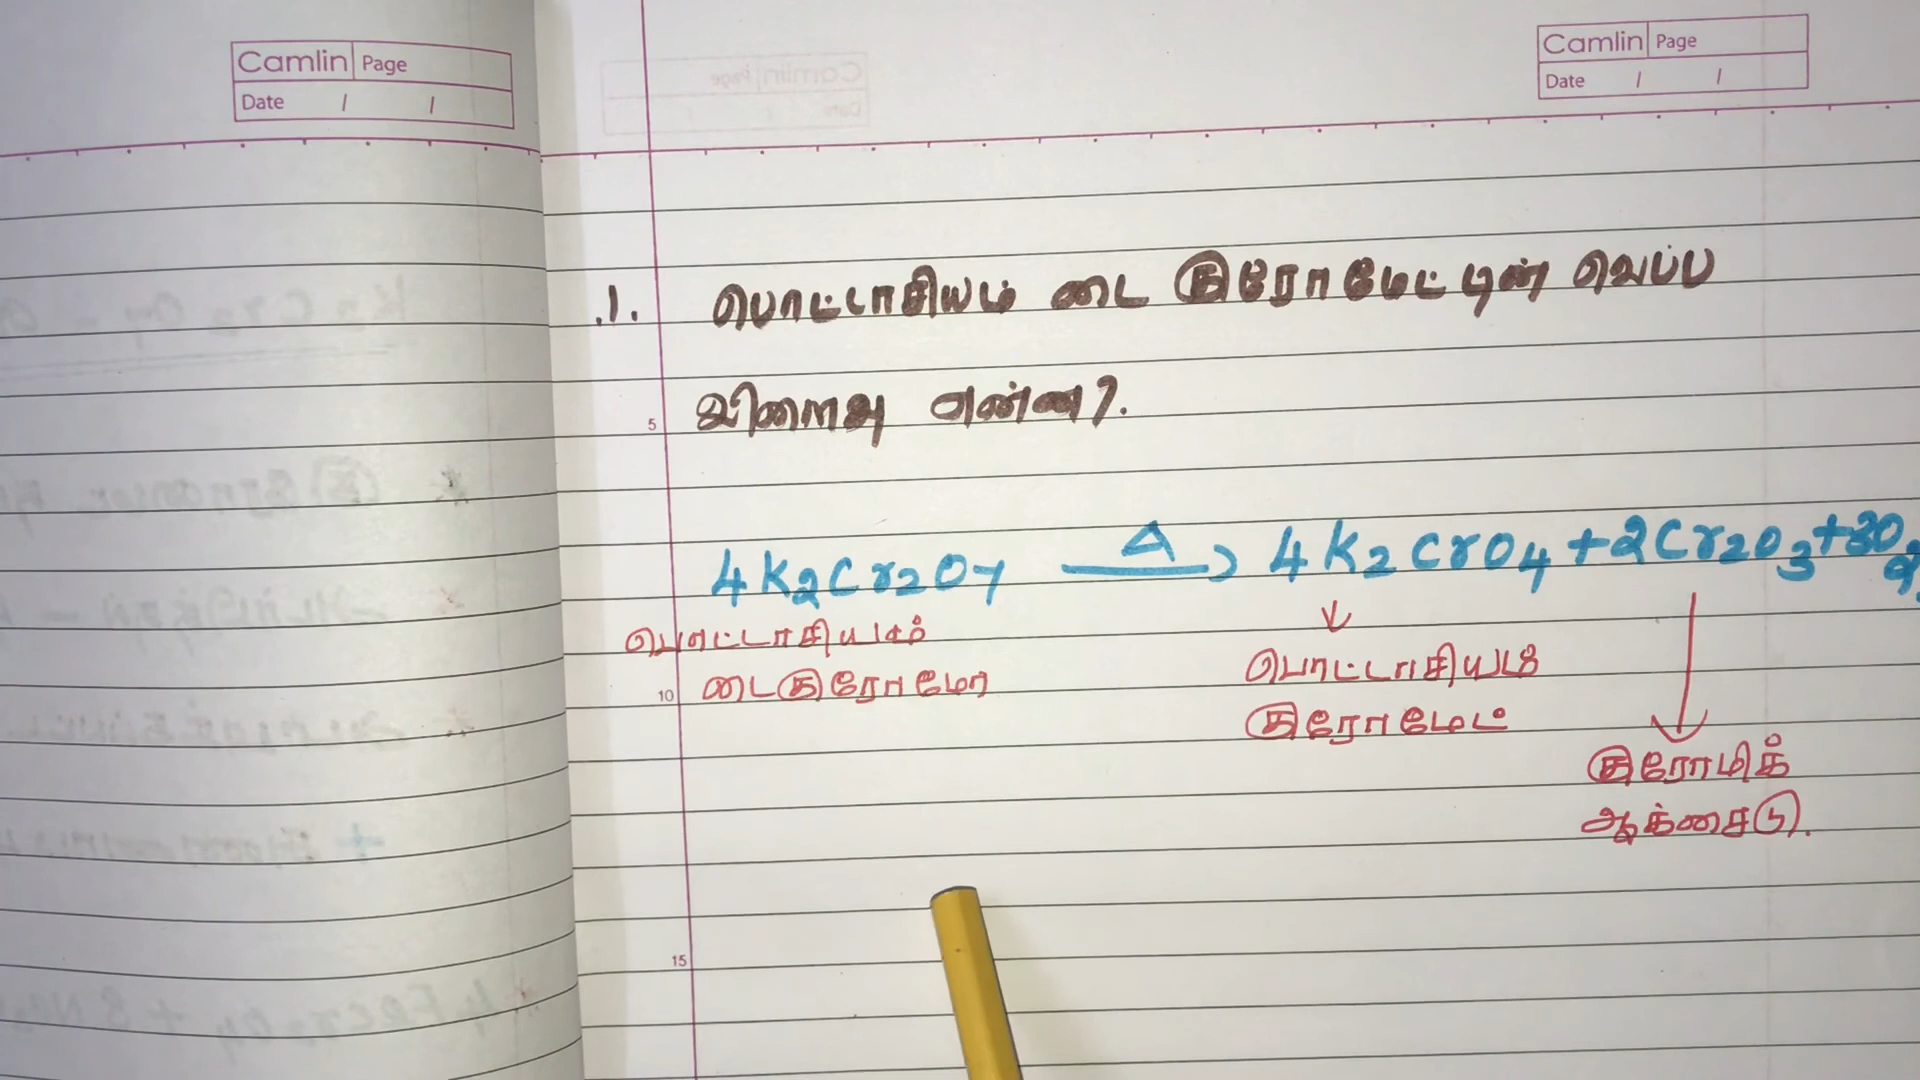 Camlin Page
Date / /
Camlin Page
Date / /
.1. பொட்டாசியம் டை குரோமேட்டின் வெப்ப
விளைவு என்ன?.
5
4K2Cr2O7 Δ→ 4K2CrO4+2Cr2O3+3O2
பொட்டாசியம்
டைகுரோமேர
10
பொட்டாசியம்
குரோமேட்
குரோமிக்
ஆக்சைடு.
15